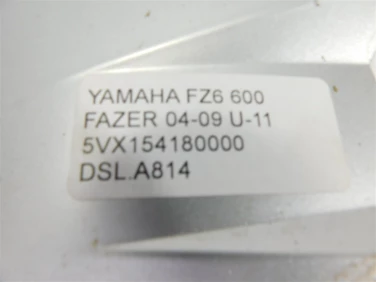 YAMAHA FZ6 600
FAZER 04-09 U-11
5VX154180000
DSL.A814